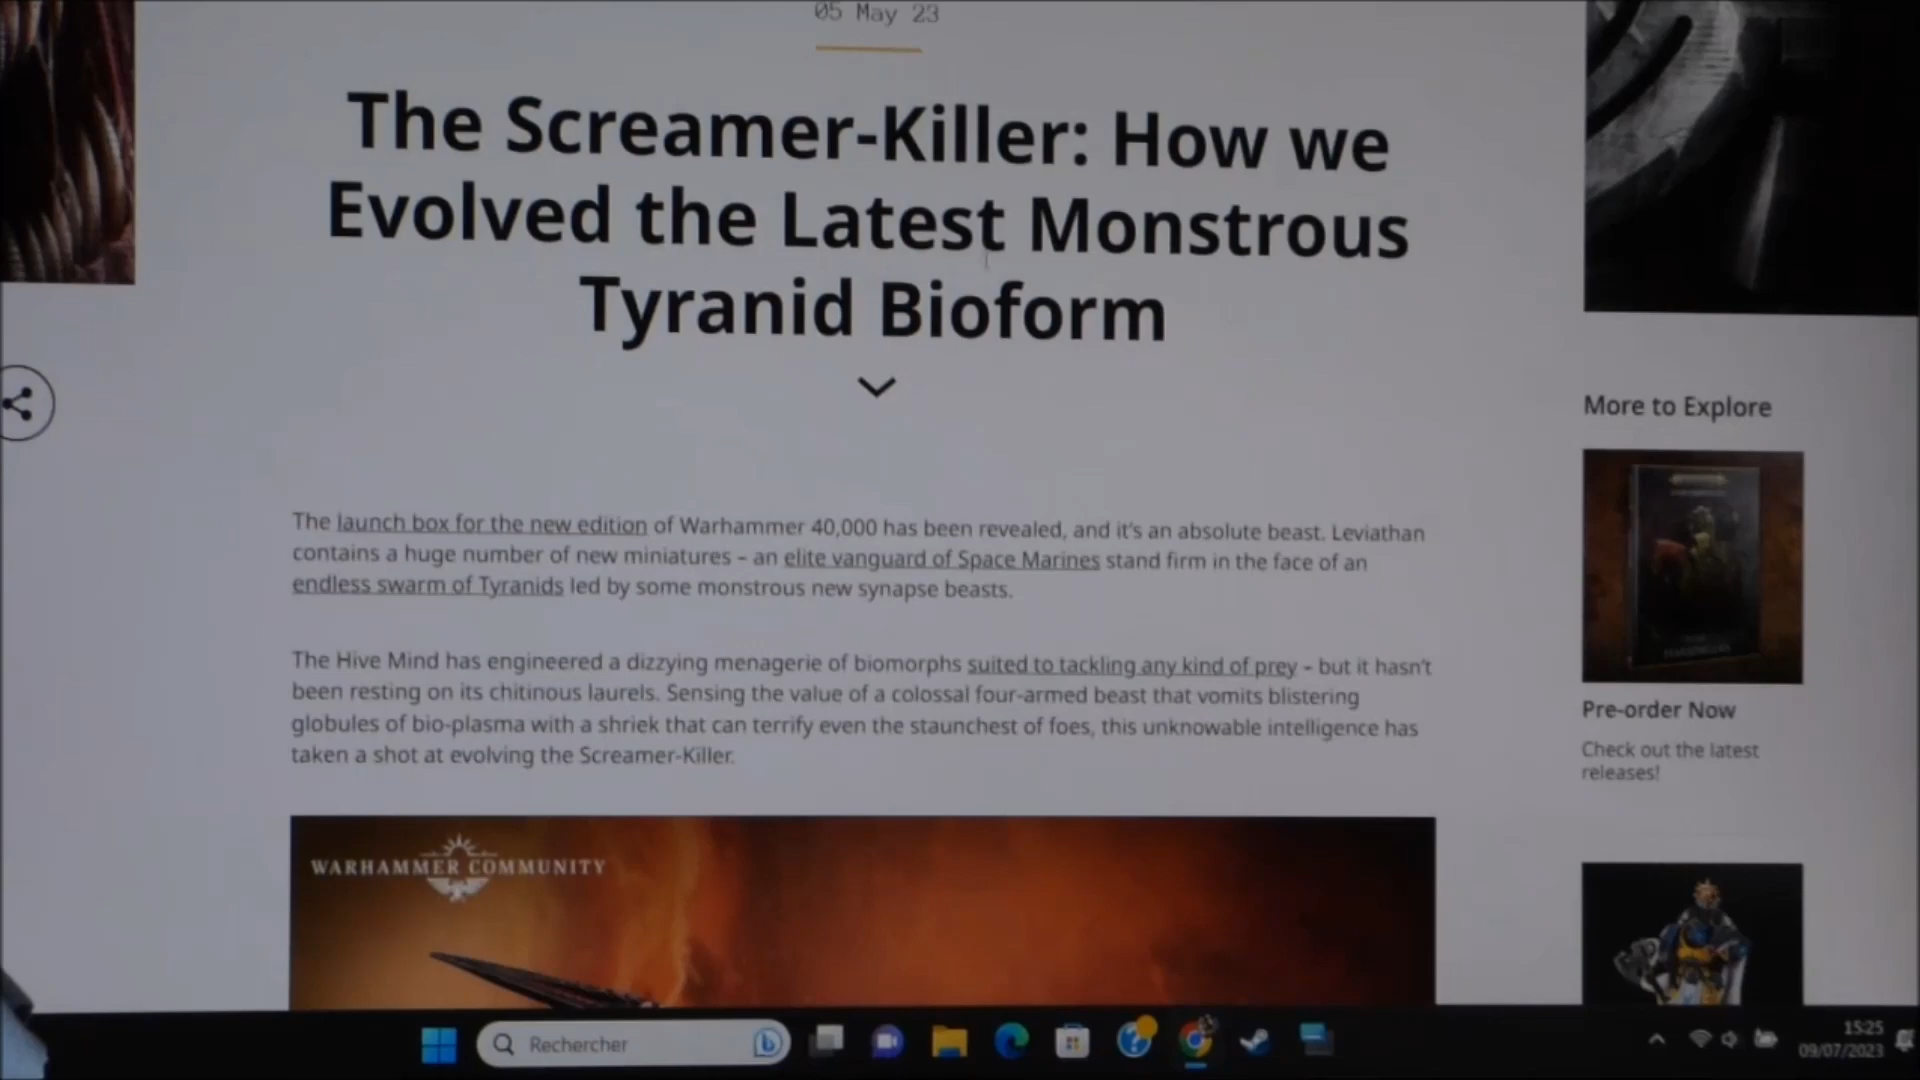 05 May 23
The Screamer-Killer: How we
Evolved the Latest Monstrous
Tyranid Bioform
The launch box for the new edition of Warhammer 40,000 has been revealed, and it's an absolute beast. Leviathan
contains a huge number of new miniatures – an elite vanguard of Space Marines stand firm in the face of an
endless swarm of Tyranids led by some monstrous new synapse beasts.
The Hive Mind has engineered a dizzying menagerie of biomorphs suited to tackling any kind of prey – but it hasn't
been resting on its chitinous laurels. Sensing the value of a colossal four-armed beast that vomits blistering
globules of bio-plasma with a shriek that can terrify even the staunchest of foes, this unknowable intelligence has
taken a shot at evolving the Screamer-Killer.
WARHAMMER COMMUNITY
More to Explore
Pre-order Now
Check out the latest
releases!
Rechercher
15:25
09/07/2023